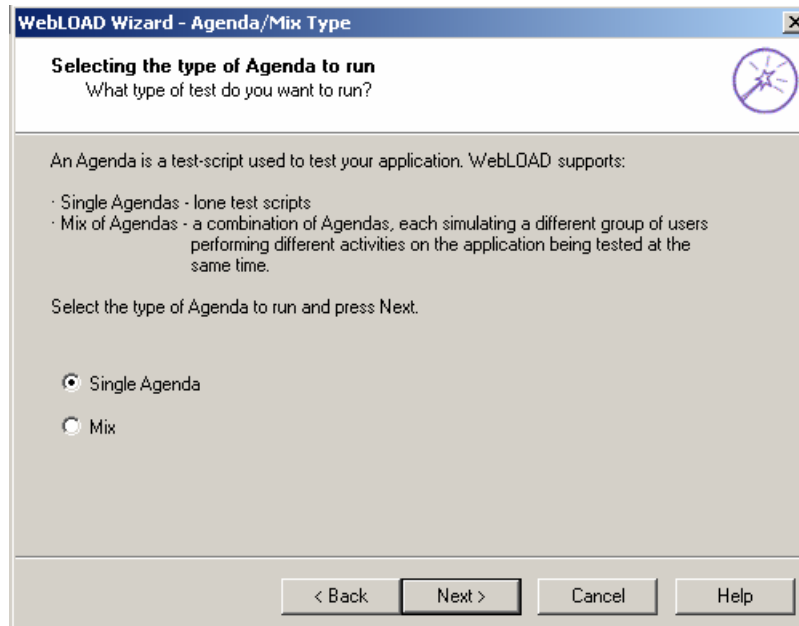 WebLOAD Wizard - Agenda/Mix Type
Selecting the type of Agenda to run
What type of test do you want to run?
An Agenda is a test-script used to test your application. WebLOAD supports:
· Single Agendas - lone test scripts
· Mix of Agendas - a combination of Agendas, each simulating a different group of users
performing different activities on the application being tested at the
same time.
Select the type of Agenda to run and press Next.
Single Agenda
Mix
< Back Next > Cancel Help